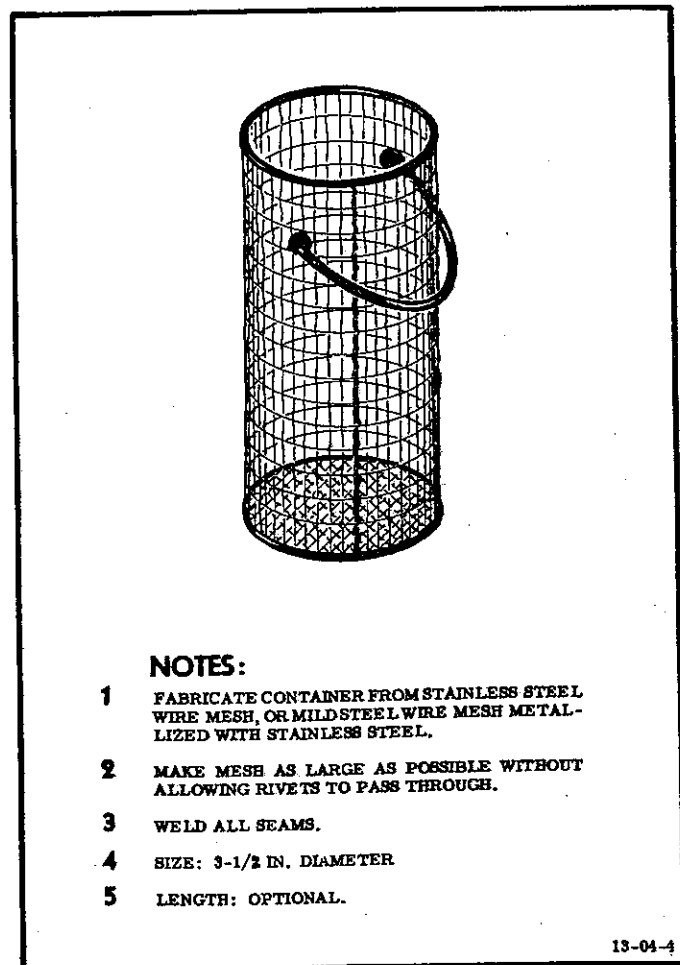 NOTES:
1 FABRICATE CONTAINER FROM STAINLESS STEEL
WIRE MESH, OR MILD STEEL WIRE MESH METAL-
LIZED WITH STAINLESS STEEL.
2 MAKE MESH AS LARGE AS POSSIBLE WITHOUT
ALLOWING RIVETS TO PASS THROUGH.
3 WELD ALL SEAMS.
4 SIZE: 3-1/2 IN. DIAMETER
5 LENGTH: OPTIONAL.
13-04-4